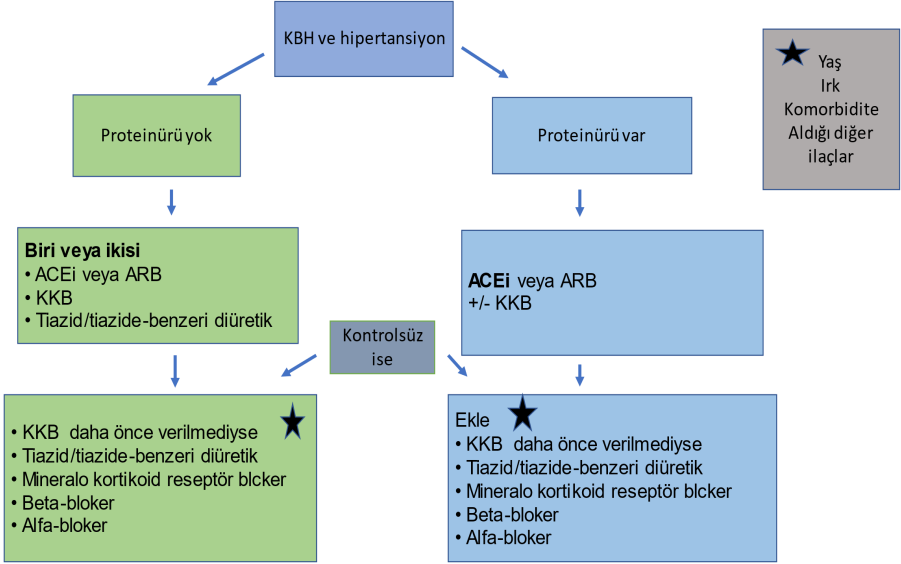 KBH ve hipertansiyon
Yaş
Irk
Komorbidite
Aldığı diğer
ilaçlar
Proteinürü yok
Proteinürü var
Biri veya ikisi
• ACEi veya ARB
• KKB
• Tiazid/tiazide-benzeri diüretik
ACEi veya ARB
+/- KKB
Kontrolsüz
ise
• KKB daha önce verilmediyse
• Tiazid/tiazide-benzeri diüretik
• Mineralo kortikoid reseptör blcker
• Beta-bloker
• Alfa-bloker
Ekle
• KKB daha önce verilmediyse
• Tiazid/tiazide-benzeri diüretik
• Mineralo kortikoid reseptör blcker
• Beta-bloker
• Alfa-bloker